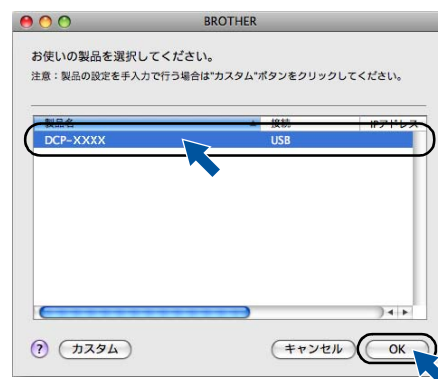 BROTHER
お使いの製品を選択してください。
注意：製品の設定を手入力で行う場合は"カスタム"ボタンをクリックしてください。
製品名 接続 IPアドレス
DCP-XXXX USB
? カスタム キャンセル OK